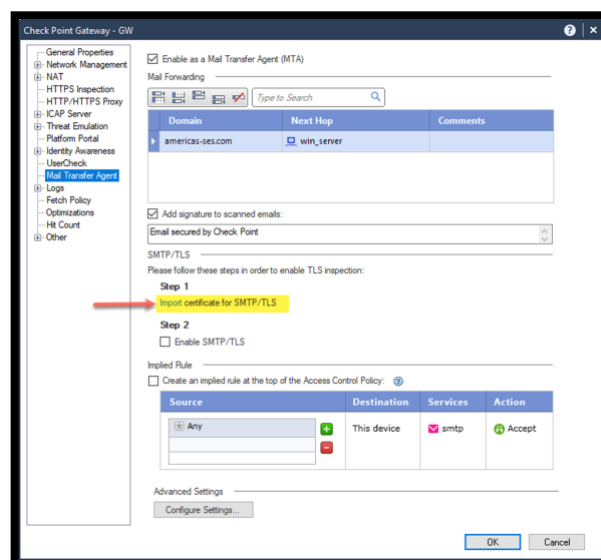 Check Point Gateway - GW
General Properties
Network Management
NAT
HTTPS Inspection
HTTP/HTTPS Proxy
ICAP Server
Threat Emulation
Platform Portal
Identity Awareness
UserCheck
Mail Transfer Agent
Logs
Fetch Policy
Optimizations
Hit Count
Other
Enable as a Mail Transfer Agent (MTA)
Mail Forwarding
Type to Search
Domain Next Hop Comments
americas-ses.com win_server
Add signature to scanned emails:
Email secured by Check Point
SMTP/TLS
Please follow these steps in order to enable TLS inspection:
Step 1
Import certificate for SMTP/TLS
Step 2
Enable SMTP/TLS
Implied Rule
Create an implied rule at the top of the Access Control Policy:
Source Destination Services Action
Any This device smtp Accept
Advanced Settings
Configure Settings...
OK Cancel